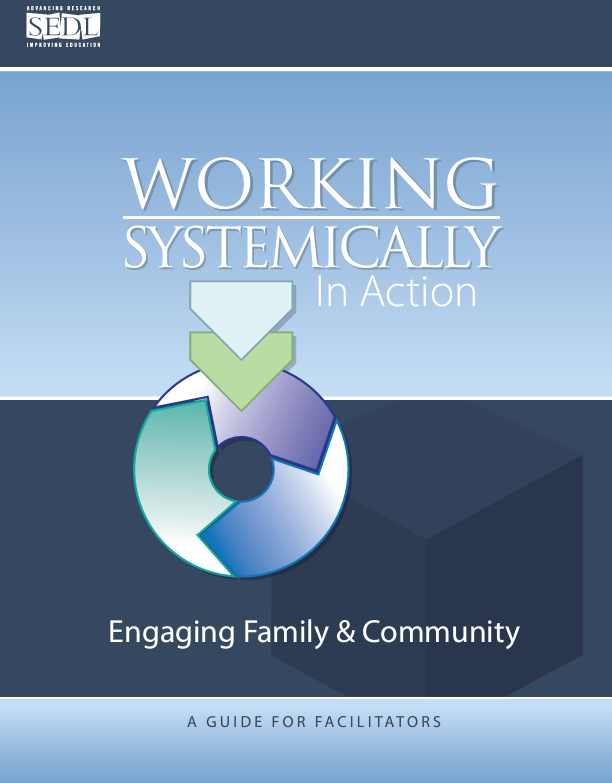 ADVANCING RESEARCH
SEDL
IMPROVING EDUCATION
WORKING
SYSTEMICALLY
In Action
Engaging Family & Community
A GUIDE FOR FACILITATORS